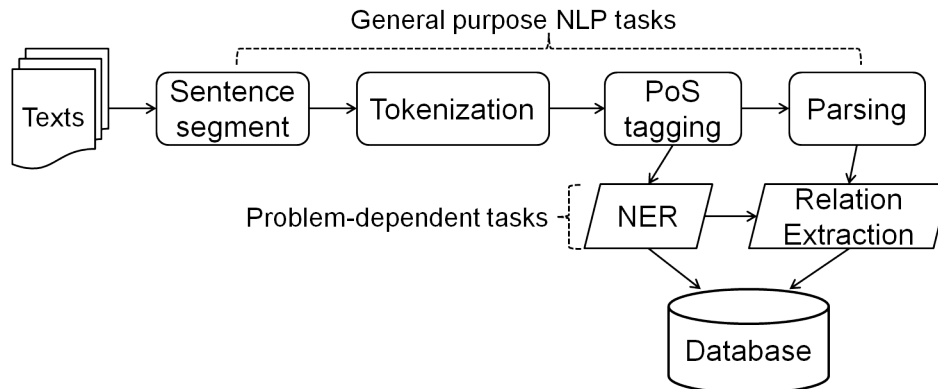 General purpose NLP tasks
Texts
Sentence
segment
Tokenization
PoS
tagging
Parsing
Problem-dependent tasks
NER
Relation
Extraction
Database